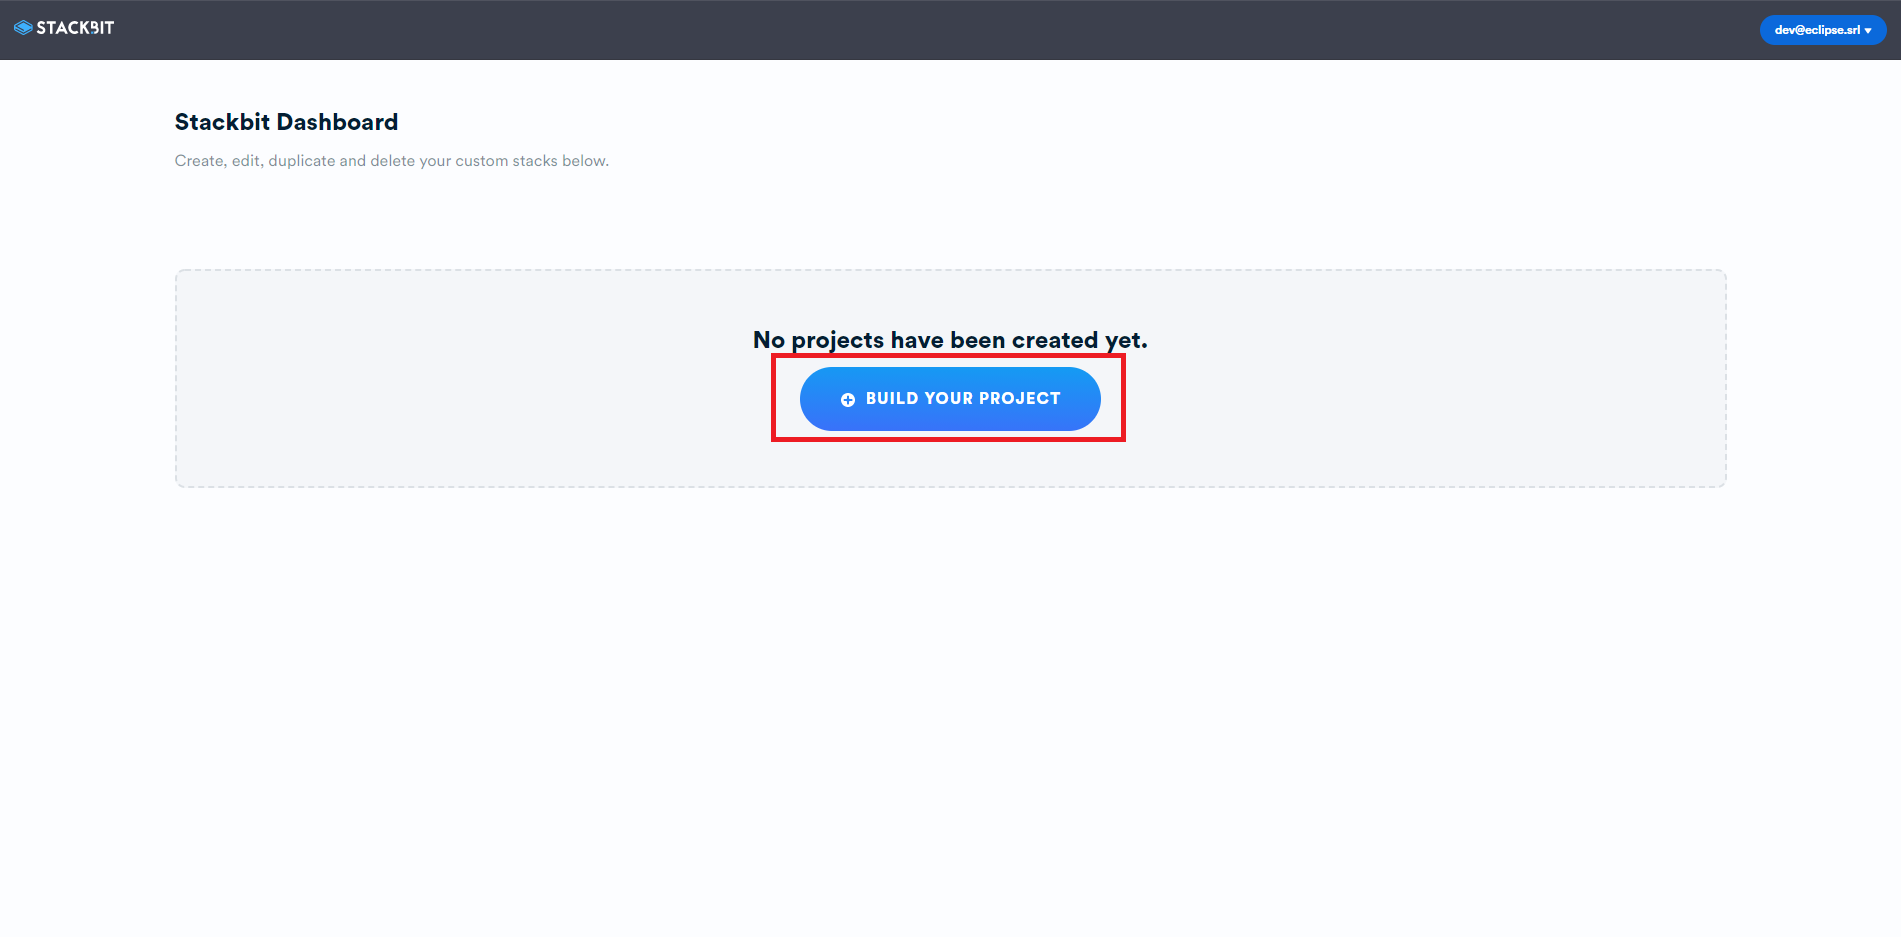 STACKBIT
dev@eclipse.srl
Stackbit Dashboard
Create, edit, duplicate and delete your custom stacks below.
No projects have been created yet.
BUILD YOUR PROJECT